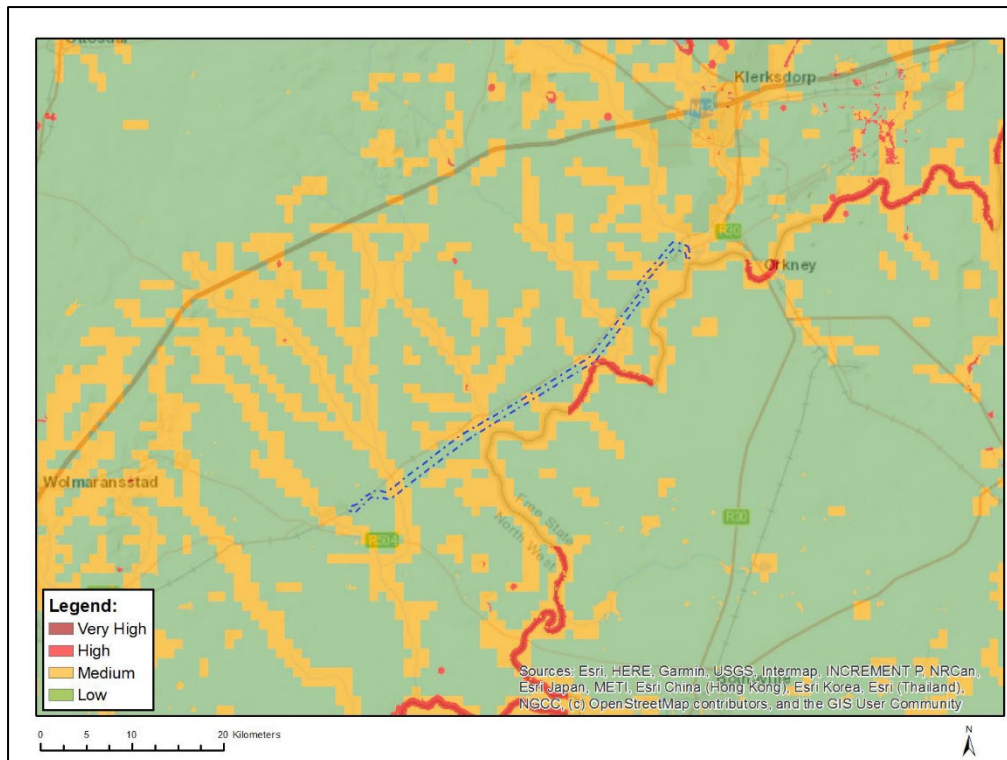 Klerksdorp
N12
R30
Orkney
Wolmaransstad
Free State
North West
R504
R30
Legend:
Very High
High
Medium
Low
Sources: Esri, HERE, Garmin, USGS, Intermap, INCREMENT P, NRCan,
Esri Japan, METI, Esri China (Hong Kong), Esri Korea, Esri (Thailand),
NGCC, (c) OpenStreetMap contributors, and the GIS User Community
0 5 10 20 Kilometers
N